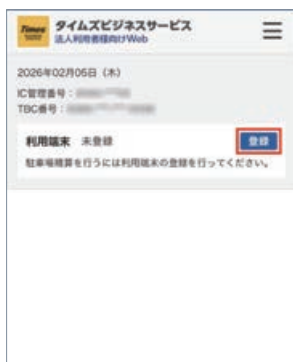 Times
タイムズビジネスサービス
法人利用者様向けWeb
2026年02月05日 (木)
IC管理番号：
TBC番号：
利用端末 未登録
登録
駐車場精算を行うには利用端末の登録を行ってください。